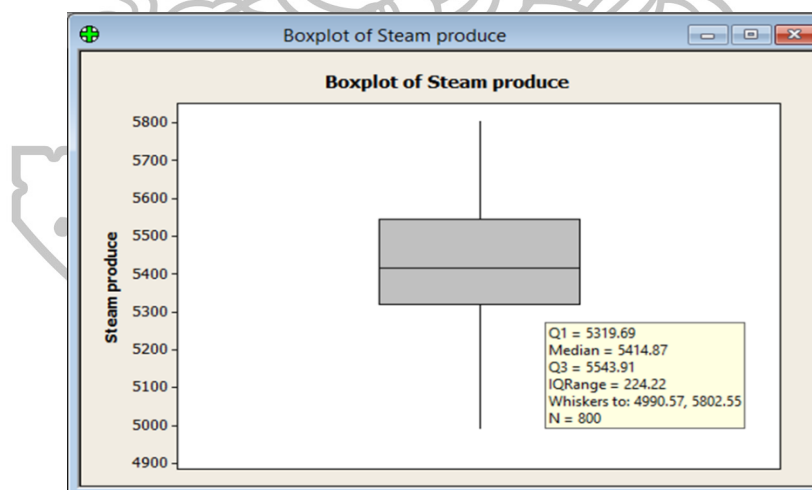 Boxplot of Steam produce
Boxplot of Steam produce
5800
5700
5600
5500
5400
5300
5200
5100
5000
4900
Steam produce
Q1 = 5319.69
Median = 5414.87
Q3 = 5543.91
IQRange = 224.22
Whiskers to: 4990.57, 5802.55
N = 800